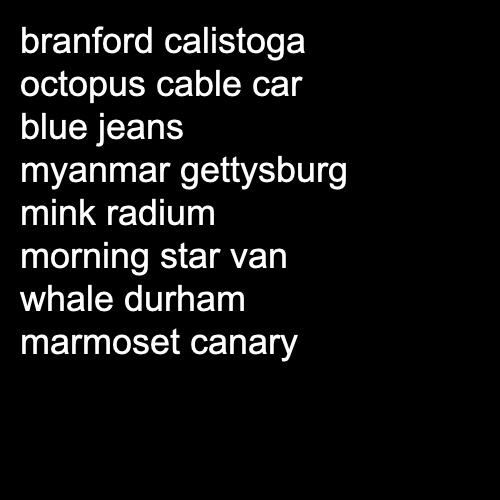 branford calistoga
octopus cable car
blue jeans
myanmar gettysburg
mink radium
morning star van
whale durham
marmoset canary